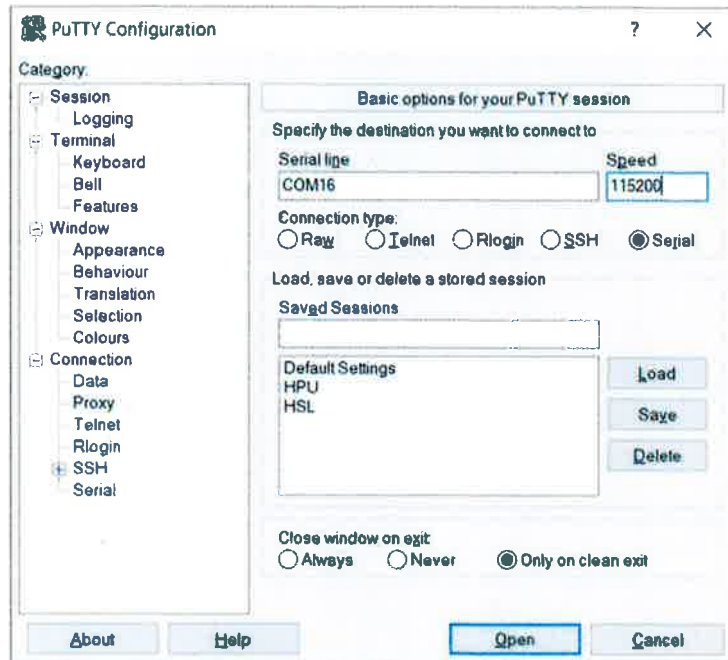 PuTTY Configuration
?
Category:
Session
Logging
Terminal
Keyboard
Bell
Features
Window
Appearance
Behaviour
Translation
Selection
Colours
Connection
Data
Proxy
Telnet
Rlogin
SSH
Serial
Basic options for your PuTTY session
Specify the destination you want to connect to
Serial line
Speed
COM16
115200
Connection type:
Raw Telnet Rlogin SSH Serial
Load, save or delete a stored session
Saved Sessions
Default Settings
HPU
HSL
Load
Save
Delete
Close window on exit:
Always Never Only on clean exit
About Help Open Cancel